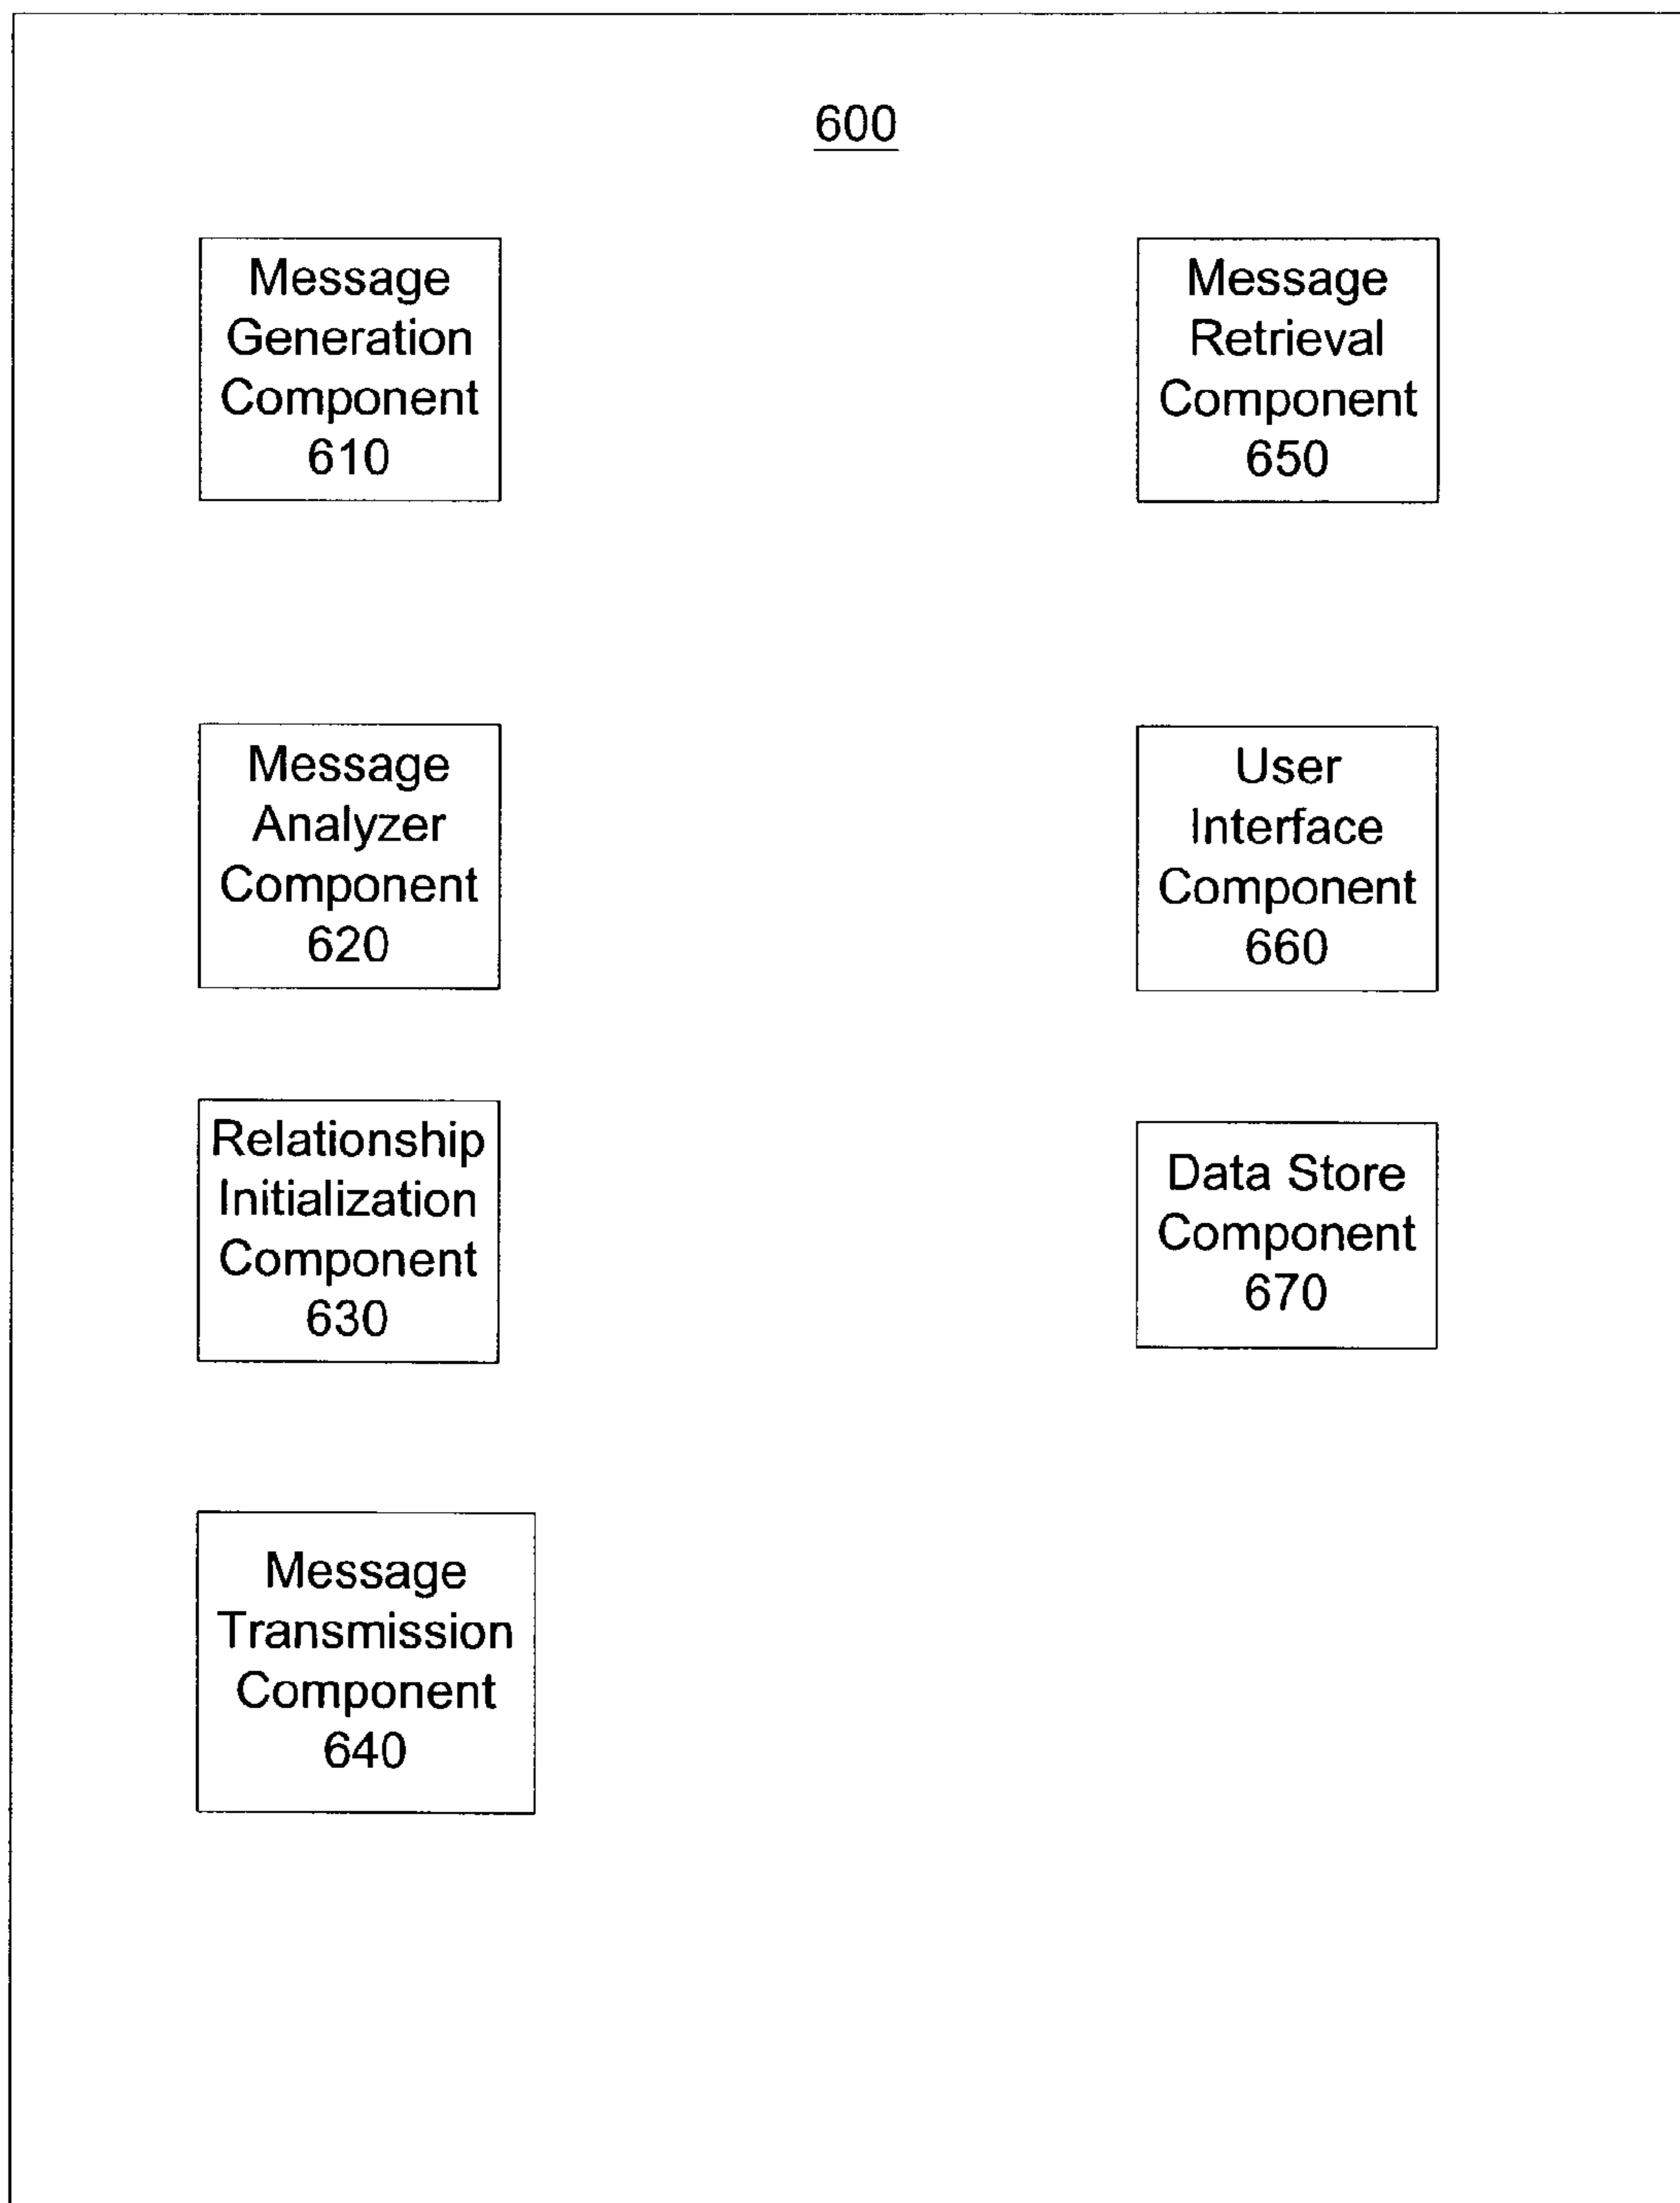 600
Message
Generation
Component
610
Message
Analyzer
Component
620
Relationship
Initialization
Component
630
Message
Transmission
Component
640
Message
Retrieval
Component
650
User
Interface
Component
660
Data Store
Component
670